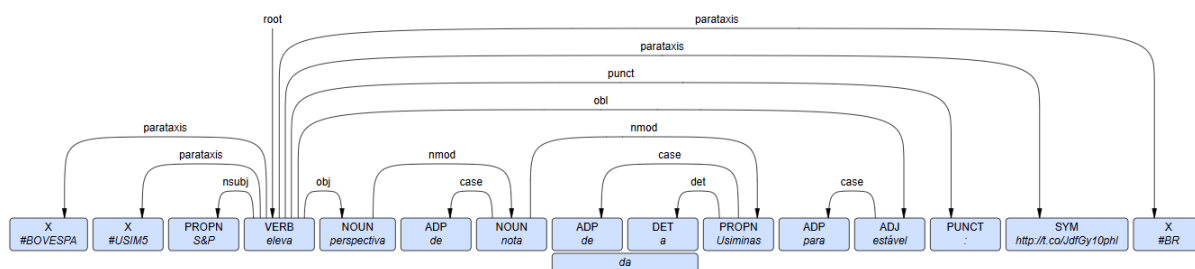 root
parataxis
parataxis
punct
obl
parataxis
nmod
parataxis
nmod
case
nsubj
obj
case
det
case
X X PROPN VERB NOUN ADP NOUN ADP DET PROPN ADP ADJ PUNCT SYM X
#BOVESPA #USIM5 S&P eleva perspectiva de nota de a Usiminas para estável : http://t.co/JdfGy10phI #BR
da